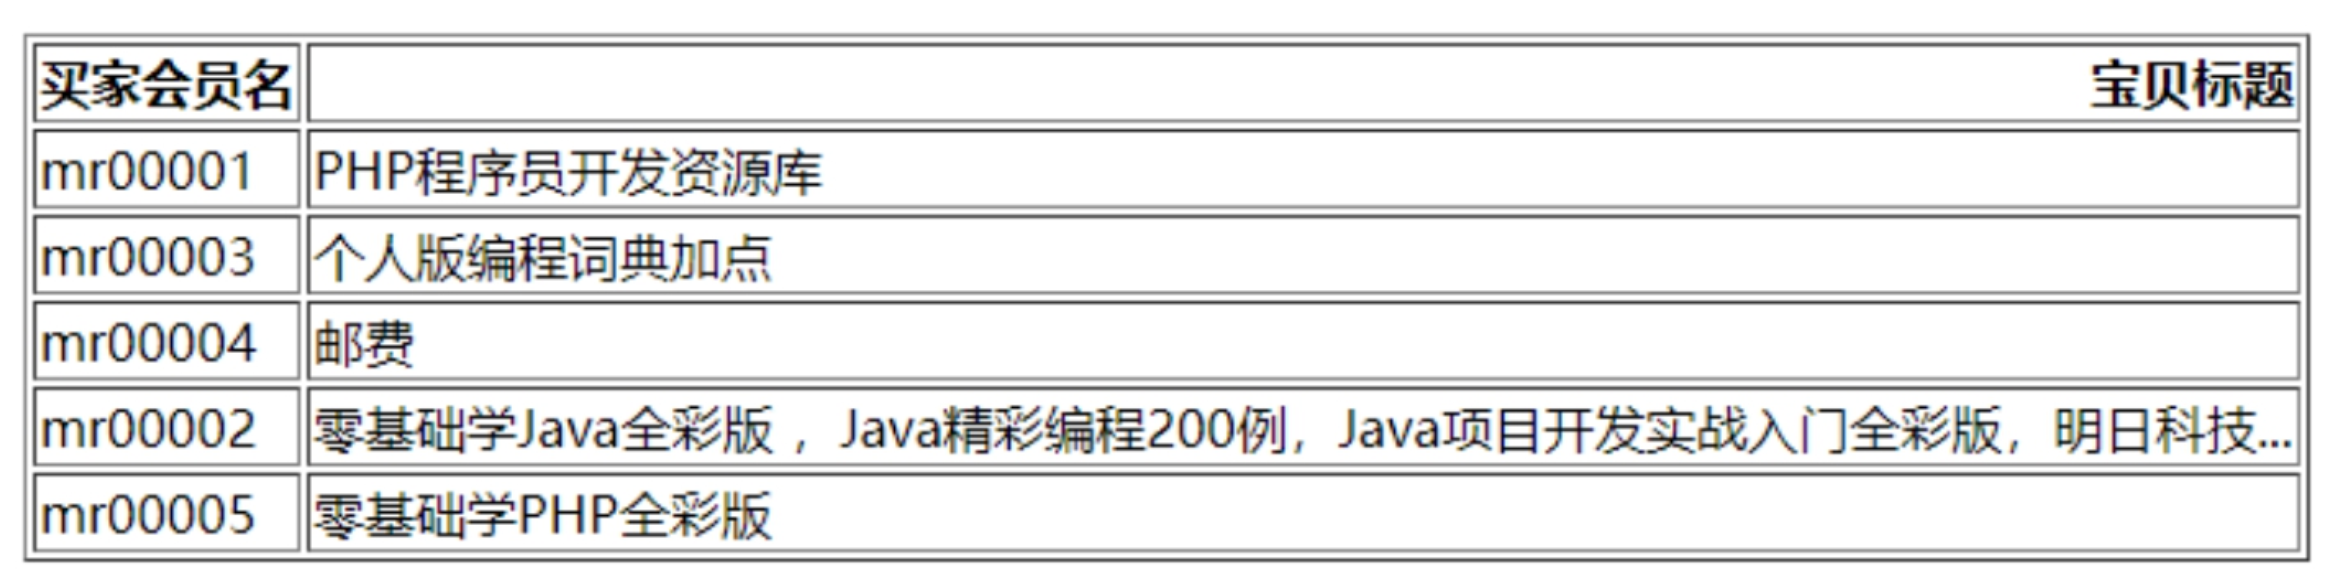 买家会员名 宝贝标题
mr00001 PHP程序员开发资源库
mr00003 个人版编程词典加点
mr00004 邮费
mr00002 零基础学Java全彩版 ，Java精彩编程200例，Java项目开发实战入门全彩版，明日科技...
mr00005 零基础学PHP全彩版